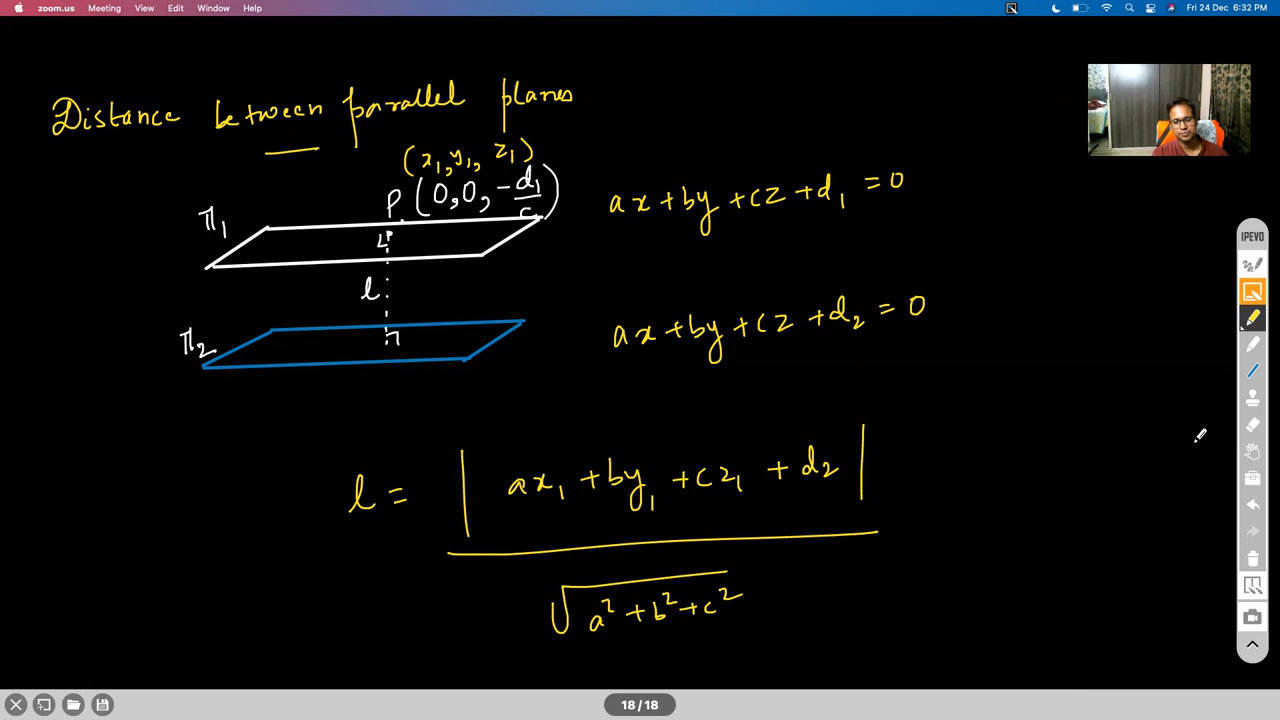 zoom.us Meeting View Edit Window Help Fri 24 Dec 6:32 PM
Distance between parallel planes
(x₁, y₁, z₁)
P. (0, 0, -d₁/c) ax + by + cz + d₁ = 0
π₁
l
π₂ ax + by + cz + d₂ = 0
l = | ax₁ + by₁ + cz₁ + d₂ |
√a² + b² + c²
IPEVO
18 / 18